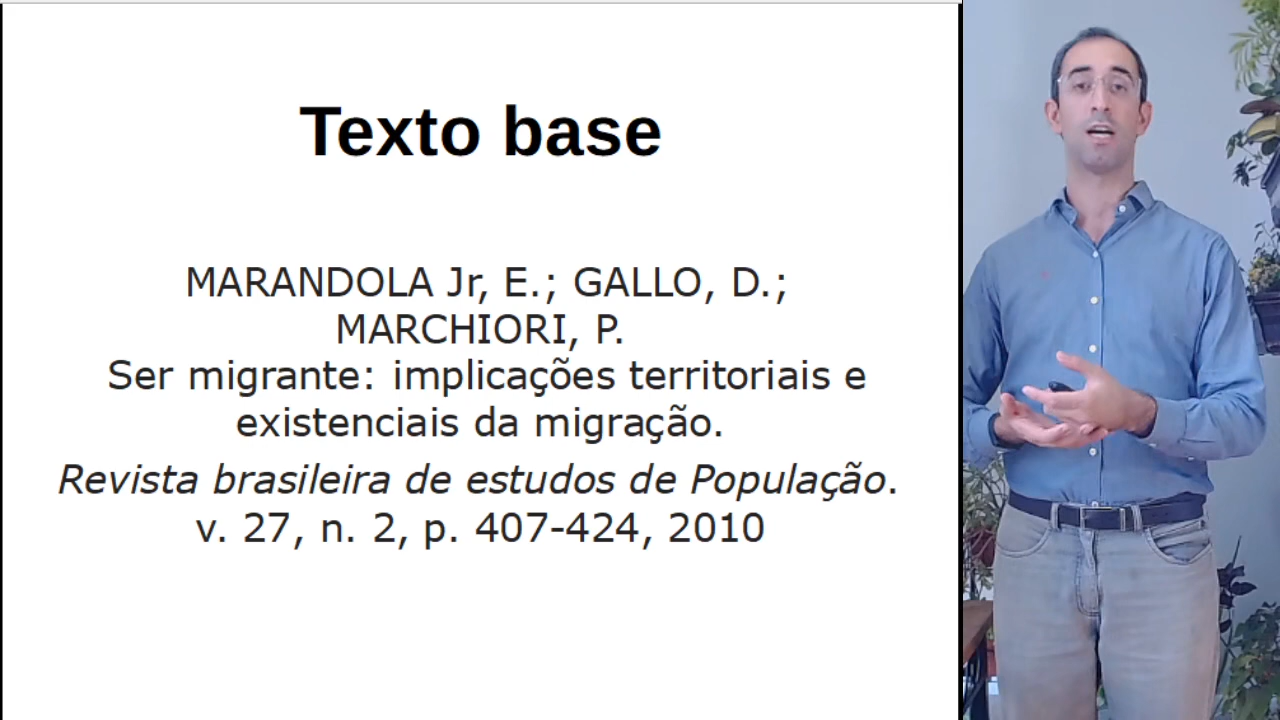 Texto base
MARANDOLA Jr, E.; GALLO, D.;
MARCHIORI, P.
Ser migrante: implicações territoriais e
existenciais da migração.
Revista brasileira de estudos de População.
v. 27, n. 2, p. 407-424, 2010